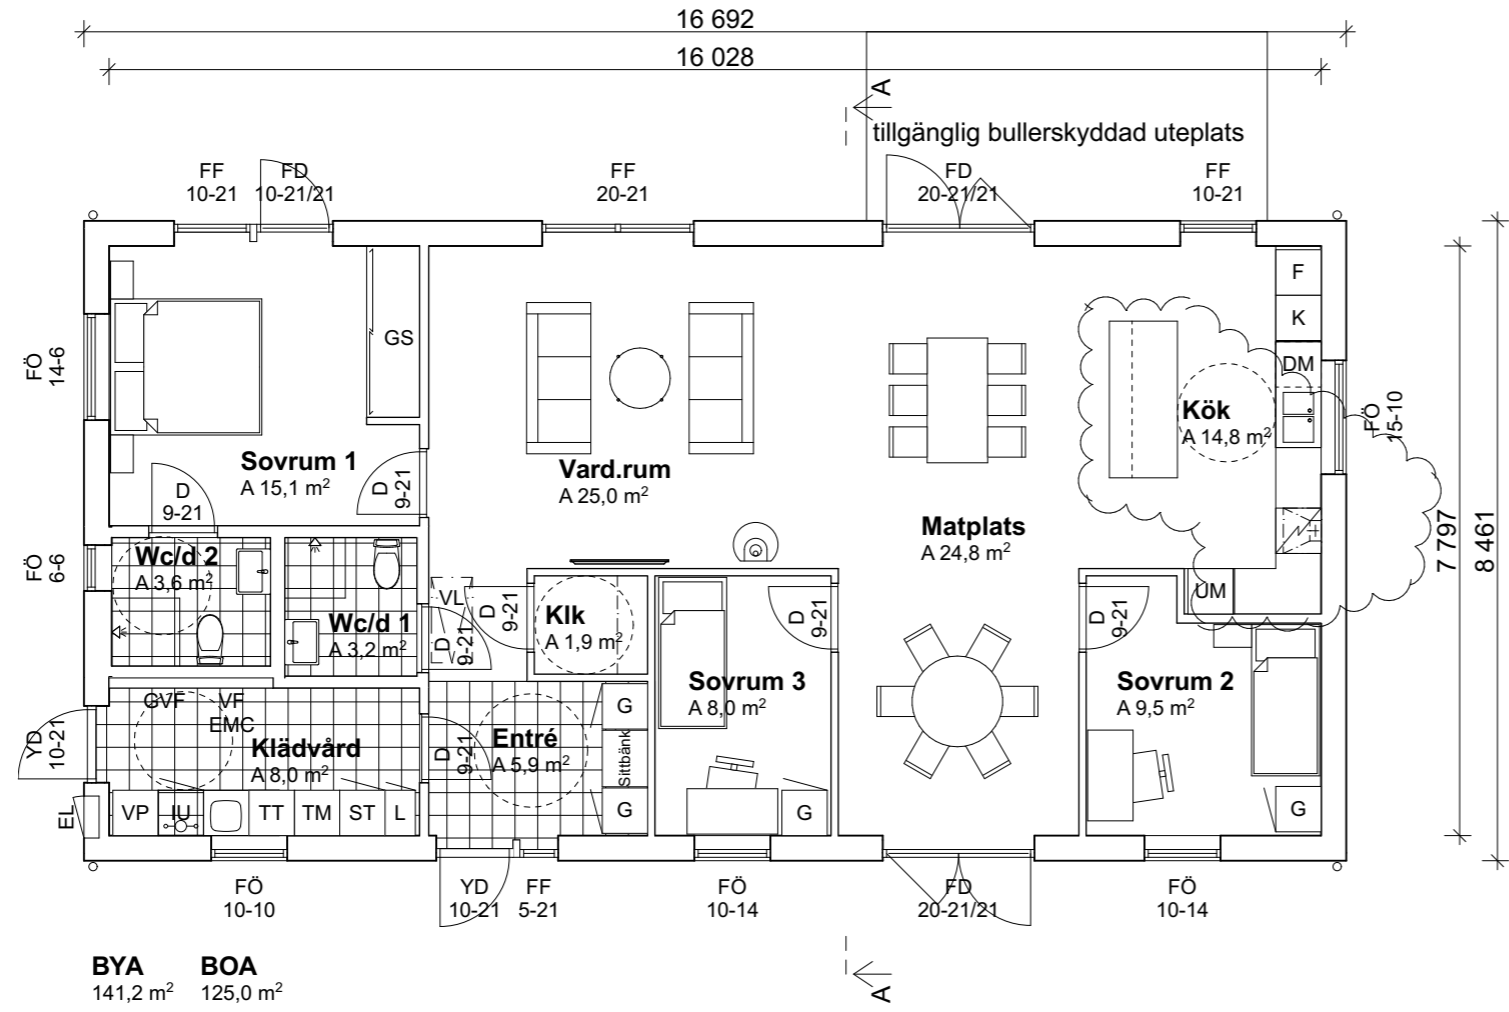 16 692
16 028
A
tillgänglig bullerskyddad uteplats
FF
10-21
FD
10-21/21
FF
20-21
FD
20-21/21
FF
10-21
FÖ
14-6
GS
F
K
DM
Kök
A 14,8 m²
FÖ
15-10
Sovrum 1
A 15,1 m²
D
9-21
D
9-21
Vard.rum
A 25,0 m²
Matplats
A 24,8 m²
7 797
8 461
FÖ
6-6
Wc/d 2
A 3,6 m²
Wc/d 1
A 3,2 m²
VL
D
9-21
D
9-21
Klk
A 1,9 m²
D
9-21
D
9-21
UM
Sovrum 3
A 8,0 m²
Sovrum 2
A 9,5 m²
YD
10-21
GVF
VF
EMC
Klädvård
A 8,0 m²
D
9-21
Entré
A 5,9 m²
G
Sittbänk
G
EL
VP
IU
TT
TM
ST
L
G
G
FÖ
10-10
YD
10-21
FF
5-21
FÖ
10-14
FD
20-21/21
FÖ
10-14
BYA
141,2 m²
BOA
125,0 m²
A